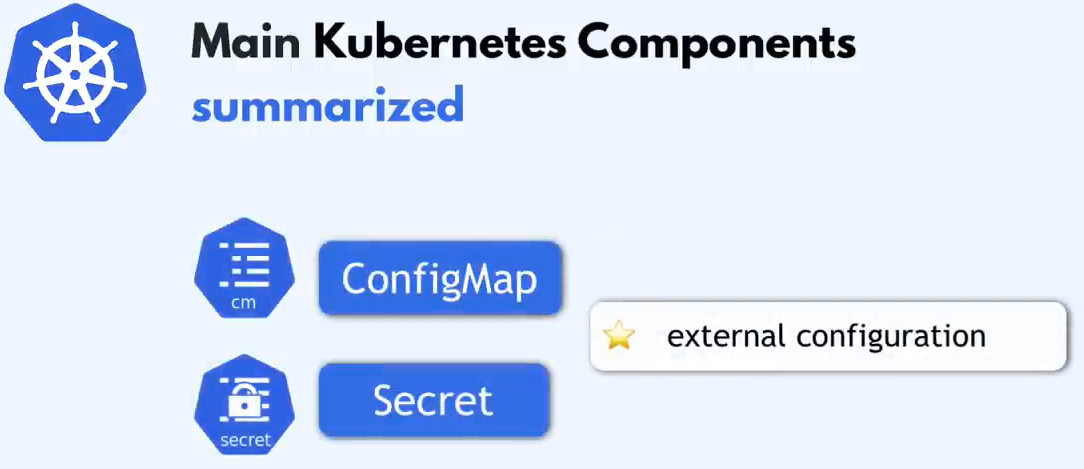 Main Kubernetes Components
summarized
cm
ConfigMap
external configuration
secret
Secret